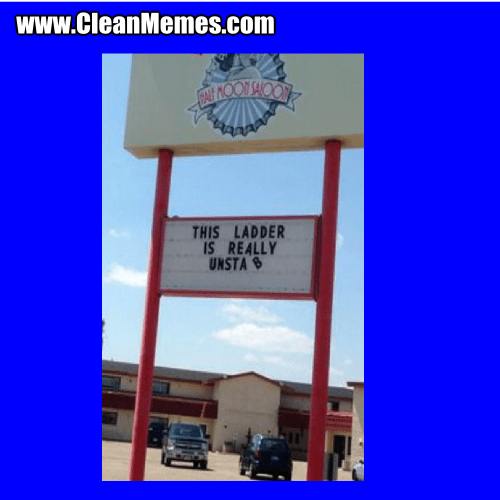 www.CleanMemes.com
HALF MOON SALOON
THIS LADDER
IS REALLY
UNSTA B